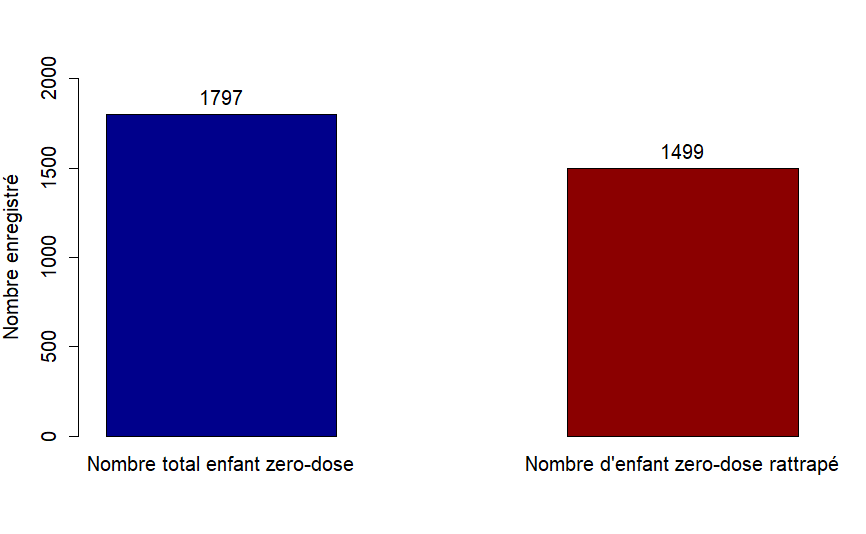 Nombre enregistré
2000
1500
1000
500
0
1797
1499
Nombre total enfant zero-dose
Nombre d'enfant zero-dose rattrapé